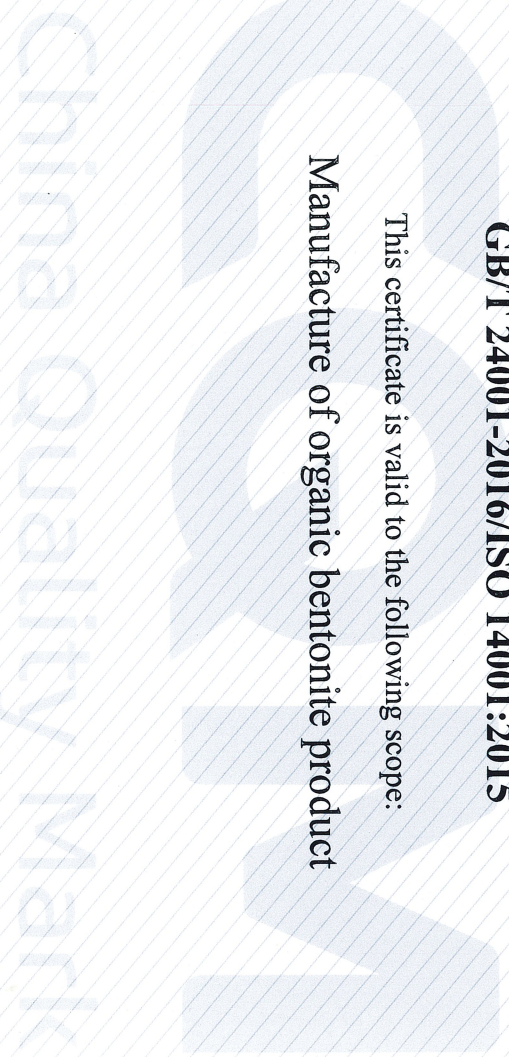 GB/T 24001-2016/ISO 14001:2015
This certificate is valid to the following scope:
Manufacture of organic bentonite product
CQM
China Quality Mark